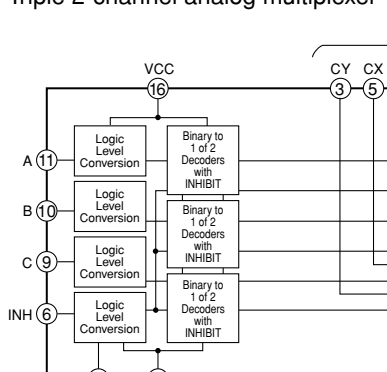 Triple 2-channel analog multiplexer
VCC
CY CX
16
3 5
Logic
Level
Conversion
Binary to
1 of 2
Decoders
with
INHIBIT
A 11
Logic
Level
Conversion
B 10
Binary to
1 of 2
Decoders
with
INHIBIT
Logic
Level
Conversion
C 9
Binary to
1 of 2
Decoders
with
INHIBIT
Logic
Level
Conversion
INH 6